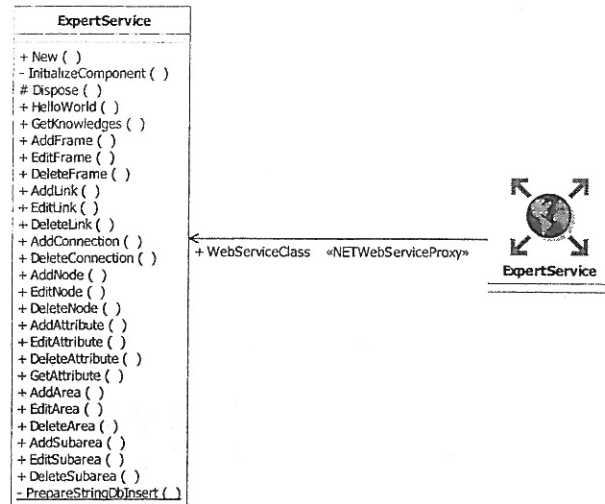 ExpertService
+ New ( )
- InitializeComponent ( )
# Dispose ( )
+ HelloWorld ( )
+ GetKnowledges ( )
+ AddFrame ( )
+ EditFrame ( )
+ DeleteFrame ( )
+ AddLink ( )
+ EditLink ( )
+ DeleteLink ( )
+ AddConnection ( )
+ DeleteConnection ( )
+ AddNode ( )
+ EditNode ( )
+ DeleteNode ( )
+ AddAttribute ( )
+ EditAttribute ( )
+ DeleteAttribute ( )
+ GetAttribute ( )
+ AddArea ( )
+ EditArea ( )
+ DeleteArea ( )
+ AddSubarea ( )
+ EditSubarea ( )
+ DeleteSubarea ( )
- PrepareStringDbInsert ( )
+ WebServiceClass «NETWebServiceProxy»
ExpertService